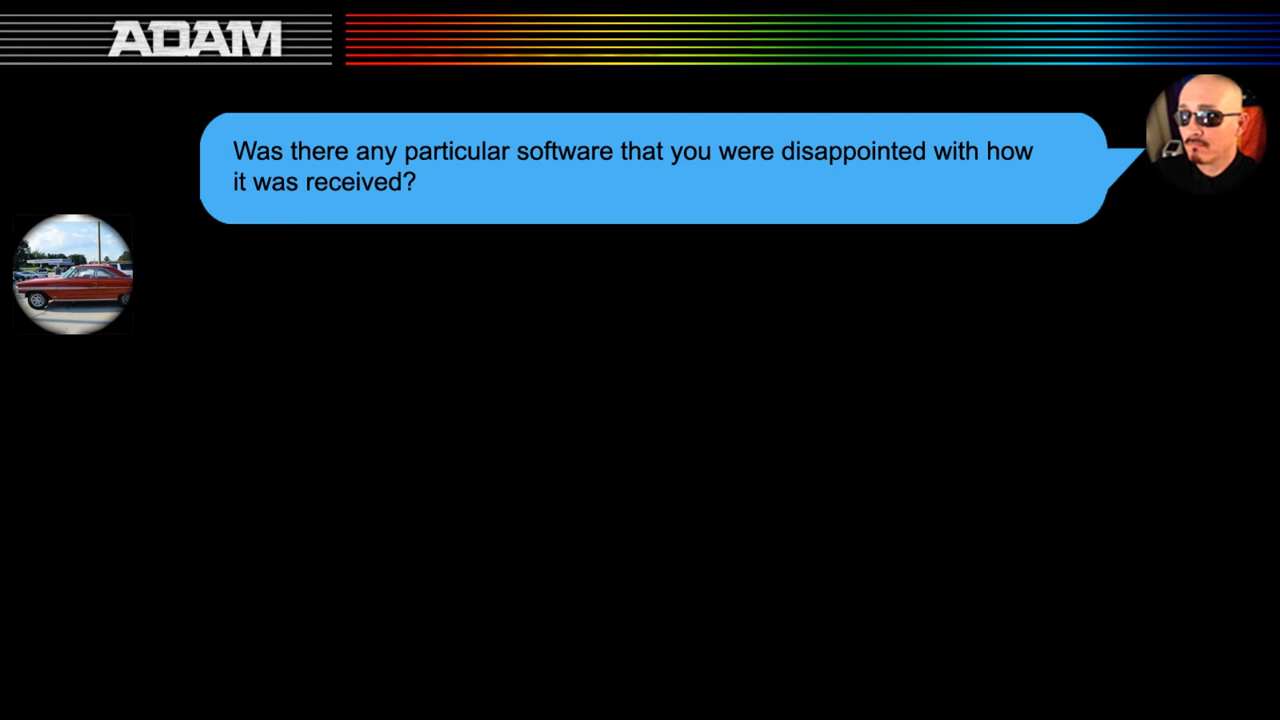 ADAM
Was there any particular software that you were disappointed with how
it was received?